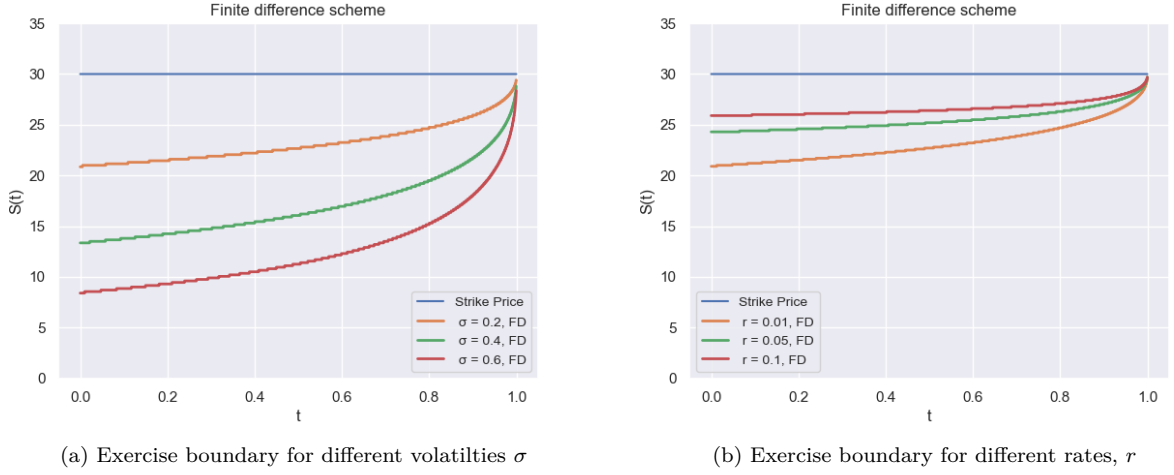 Finite difference scheme
35
30
25
20
15
10
5
0
S(t)
0.0 0.2 0.4 0.6 0.8 1.0
t
Strike Price
σ = 0.2, FD
σ = 0.4, FD
σ = 0.6, FD
(a) Exercise boundary for different volatilties σ
Finite difference scheme
35
30
25
20
15
10
5
0
S(t)
0.0 0.2 0.4 0.6 0.8 1.0
t
Strike Price
r = 0.01, FD
r = 0.05, FD
r = 0.1, FD
(b) Exercise boundary for different rates, r